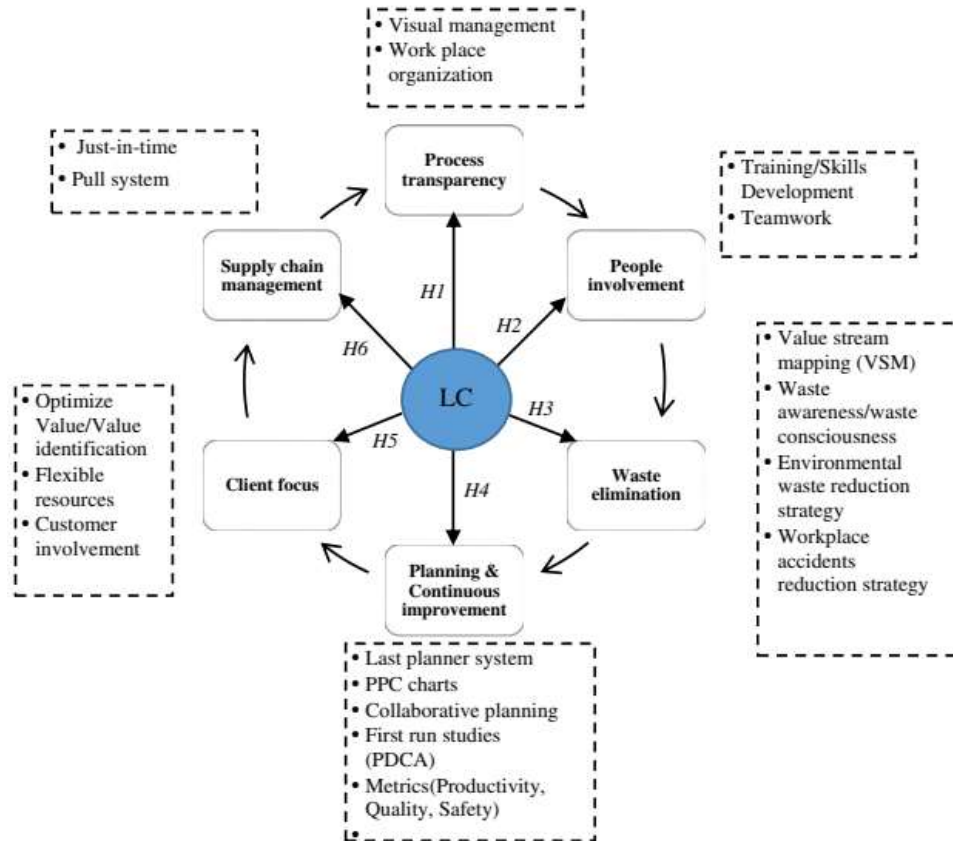 • Visual management
• Work place
organization
• Just-in-time
• Pull system
Process
transparency
• Training/Skills
Development
• Teamwork
Supply chain
management
People
involvement
H1
H2
H6
LC
H3
H5
H4
• Optimize
Value/Value
identification
• Flexible
resources
• Customer
involvement
Client focus
Waste
elimination
• Value stream
mapping (VSM)
• Waste
awareness/waste
consciousness
• Environmental
waste reduction
strategy
• Workplace
accidents
reduction strategy
Planning &
Continuous
improvement
• Last planner system
• PPC charts
• Collaborative planning
• First run studies
(PDCA)
• Metrics(Productivity,
Quality, Safety)
•